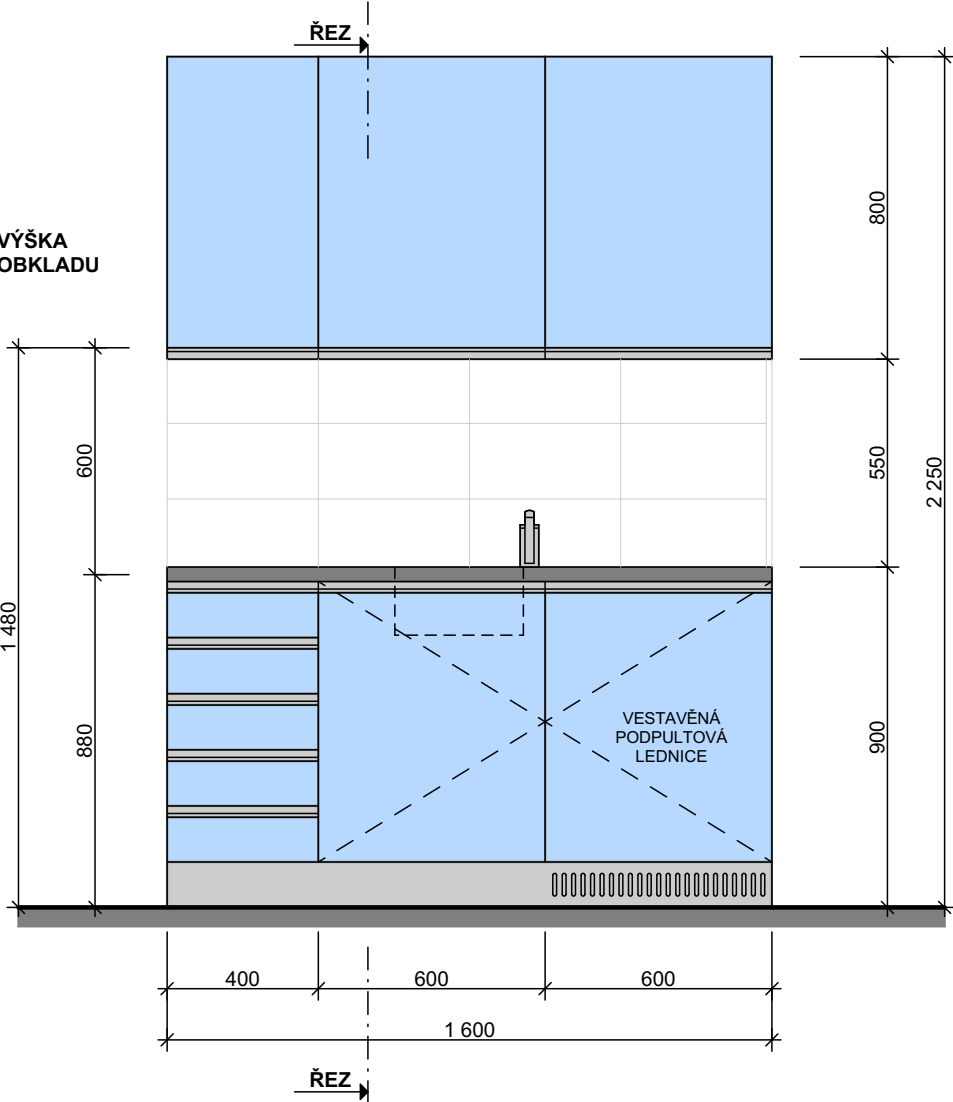 ŘEZ
VÝŠKA
OBKLADU
800
600
550
2 250
1 480
880
900
VESTAVĚNÁ
PODPULTOVÁ
LEDNICE
400
600
600
1 600
ŘEZ